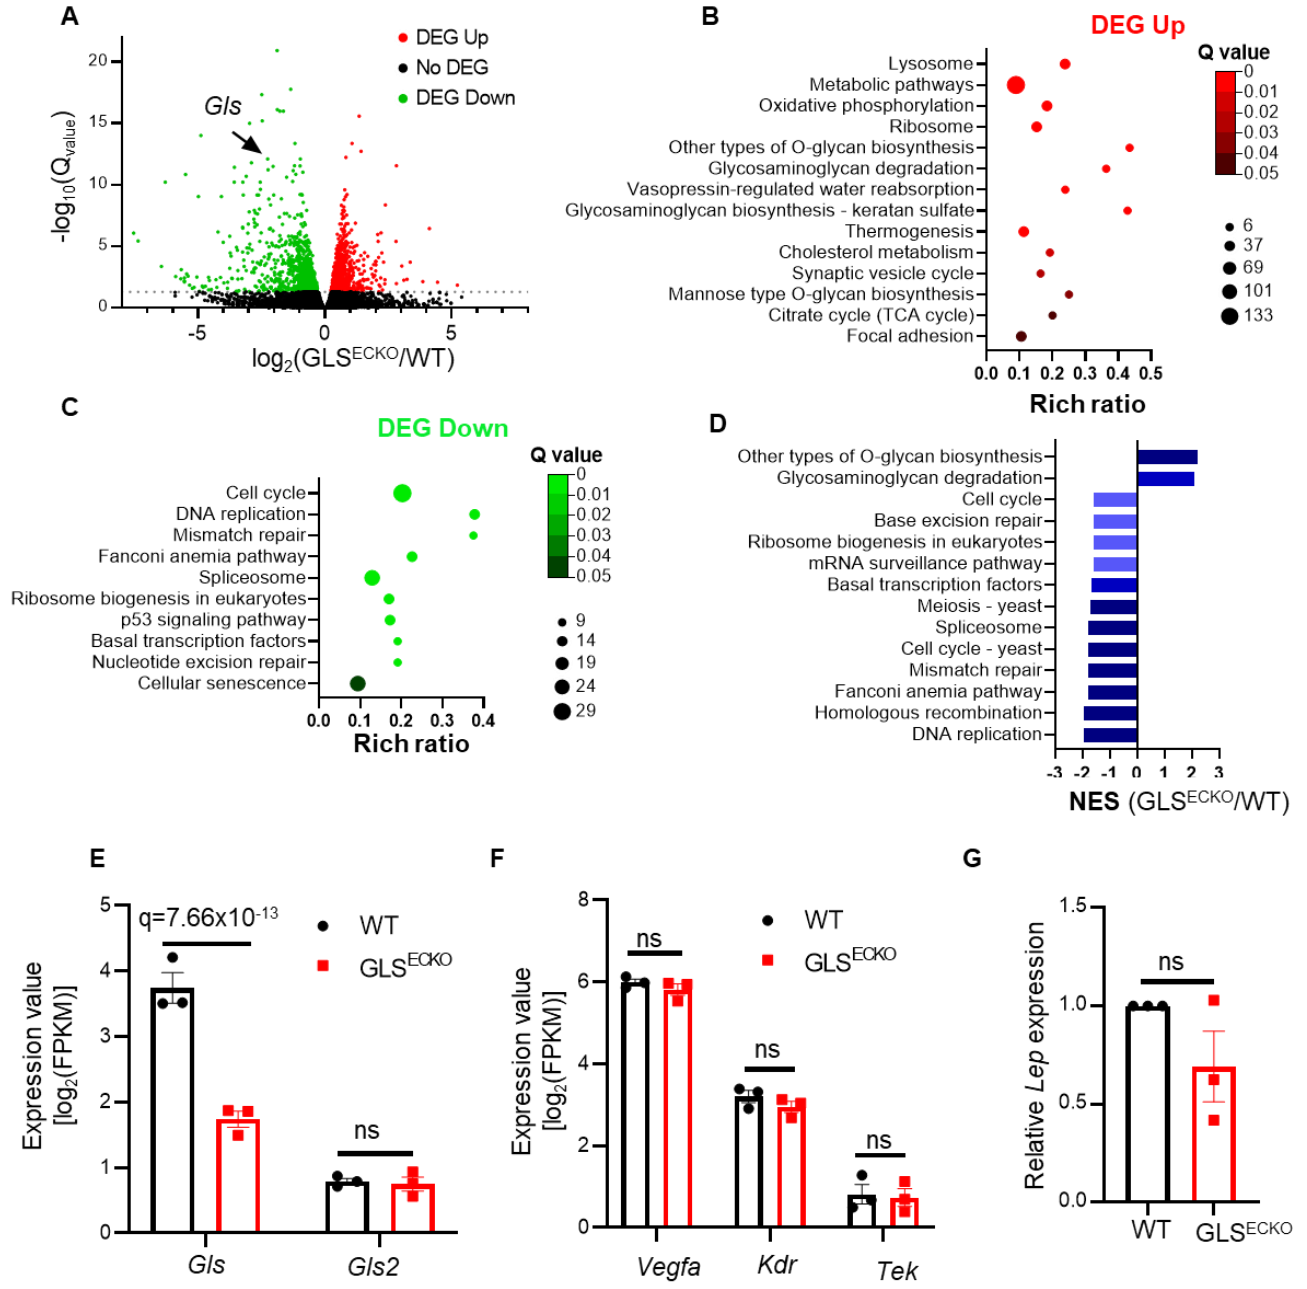 A
DEG Up
No DEG
DEG Down
Gls
-log10(Qvalue)
20
15
10
5
0
-5
0
5
log2(GLSECKO/WT)
B
DEG Up
Q value
0
0.01
0.02
0.03
0.04
0.05
Lysosome
Metabolic pathways
Oxidative phosphorylation
Ribosome
Other types of O-glycan biosynthesis
Glycosaminoglycan degradation
Vasopressin-regulated water reabsorption
Glycosaminoglycan biosynthesis - keratan sulfate
Thermogenesis
Cholesterol metabolism
Synaptic vesicle cycle
Mannose type O-glycan biosynthesis
Citrate cycle (TCA cycle)
Focal adhesion
6
37
69
101
133
0.0 0.1 0.2 0.3 0.4 0.5
Rich ratio
C
DEG Down
Q value
0
0.01
0.02
0.03
0.04
0.05
Cell cycle
DNA replication
Mismatch repair
Fanconi anemia pathway
Spliceosome
Ribosome biogenesis in eukaryotes
p53 signaling pathway
Basal transcription factors
Nucleotide excision repair
Cellular senescence
9
14
19
24
29
0.0 0.1 0.2 0.3 0.4
Rich ratio
D
Other types of O-glycan biosynthesis
Glycosaminoglycan degradation
Cell cycle
Base excision repair
Ribosome biogenesis in eukaryotes
mRNA surveillance pathway
Basal transcription factors
Meiosis - yeast
Spliceosome
Cell cycle - yeast
Mismatch repair
Fanconi anemia pathway
Homologous recombination
DNA replication
-3 -2 -1 0 1 2 3
NES (GLSECKO/WT)
E
Expression value
[log2(FPKM)]
5
4
3
2
1
0
q=7.66x10-13
WT
GLSECKO
ns
Gls
Gls2
F
Expression value
[log2(FPKM)]
8
6
4
2
0
WT
GLSECKO
ns
ns
ns
Vegfa
Kdr
Tek
G
Relative Lep expression
1.5
1.0
0.5
0.0
ns
WT
GLSECKO